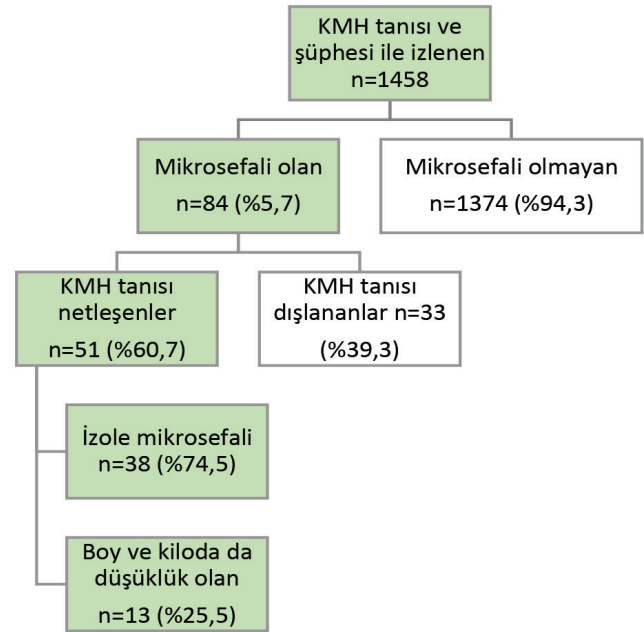 KMH tanısı ve
şüphesi ile izlenen
n=1458
Mikrosefali olan
n=84 (%5,7)
Mikrosefali olmayan
n=1374 (%94,3)
KMH tanısı
netleşenler
n=51 (%60,7)
KMH tanısı
dışlananlar n=33
(%39,3)
İzole mikrosefali
n=38 (%74,5)
Boy ve kiloda da
düşüklük olan
n=13 (%25,5)